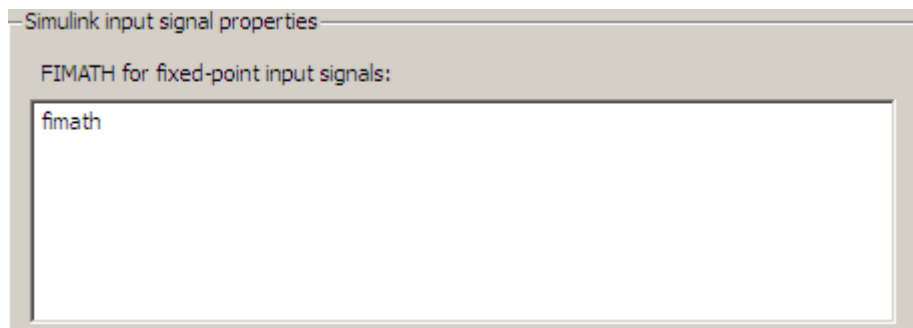 Simulink input signal properties
FIMATH for fixed-point input signals:
fimath